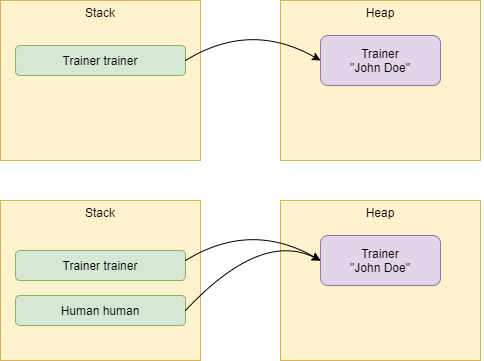 Stack
Heap
Trainer trainer
Trainer
"John Doe"
Stack
Heap
Trainer trainer
Trainer
"John Doe"
Human human